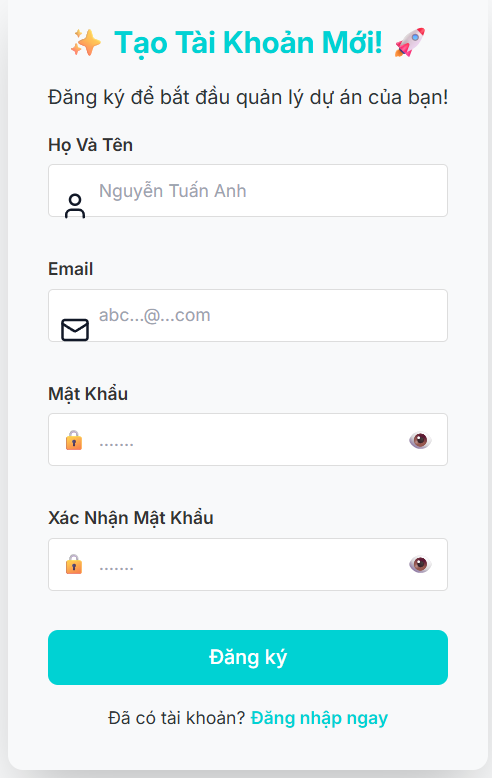 ✨ Tạo Tài Khoản Mới! 🚀
Đăng ký để bắt đầu quản lý dự án của bạn!
Họ Và Tên
Nguyễn Tuấn Anh
Email
abc...@...com
Mật Khẩu
.......
Xác Nhận Mật Khẩu
.......
Đăng ký
Đã có tài khoản? Đăng nhập ngay